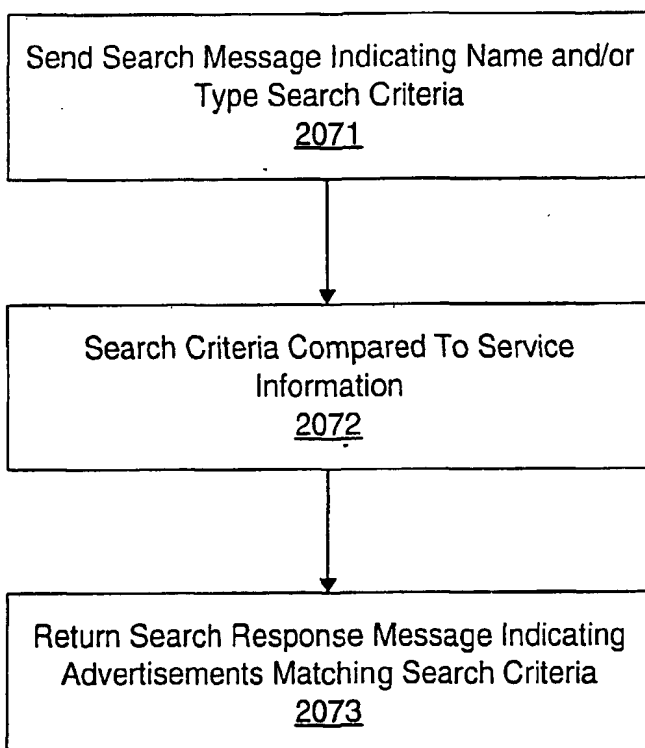 Send Search Message Indicating Name and/or
Type Search Criteria
2071
Search Criteria Compared To Service
Information
2072
Return Search Response Message Indicating
Advertisements Matching Search Criteria
2073